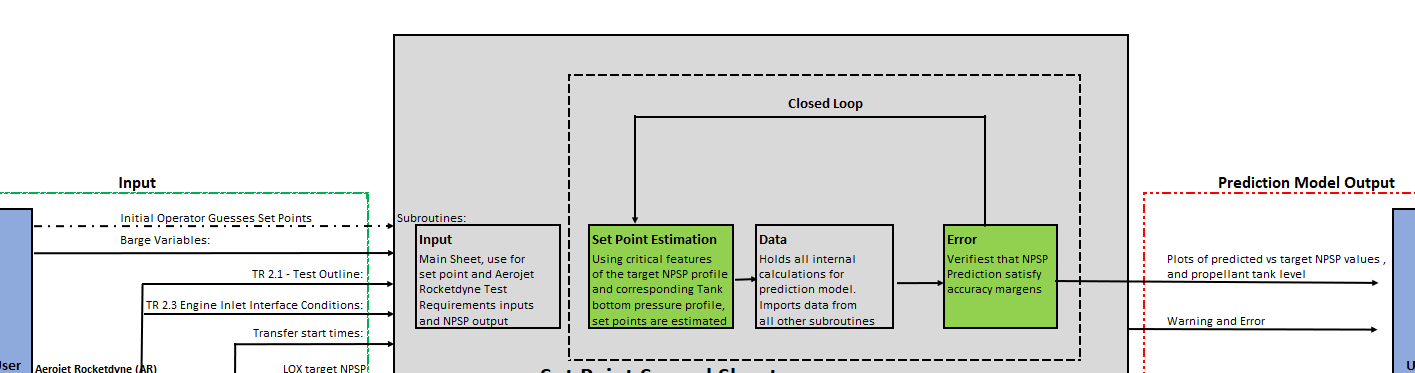 Closed Loop
Input
Prediction Model Output
Initial Operator Guesses Set Points
Subroutines:
Barge Variables:
TR 2.1 - Test Outline:
TR 2.3 Engine Inlet Interface Conditions:
Transfer start times:
Aerojet Rocketdyne (AR)
LOX target NPSP
Input
Main Sheet, use for
set point and Aerojet
Rocketdyne Test
Requirements inputs
and NPSP output
Set Point Estimation
Using critical features
of the target NPSP profile
and corresponding Tank
bottom pressure profile,
set points are estimated
Data
Holds all internal
calculations for
prediction model.
Imports data from
all other subroutines
Error
Verifiest that NPSP
Prediction satisfy
accuracy margens
Plots of predicted vs target NPSP values ,
and propellant tank level
Warning and Error